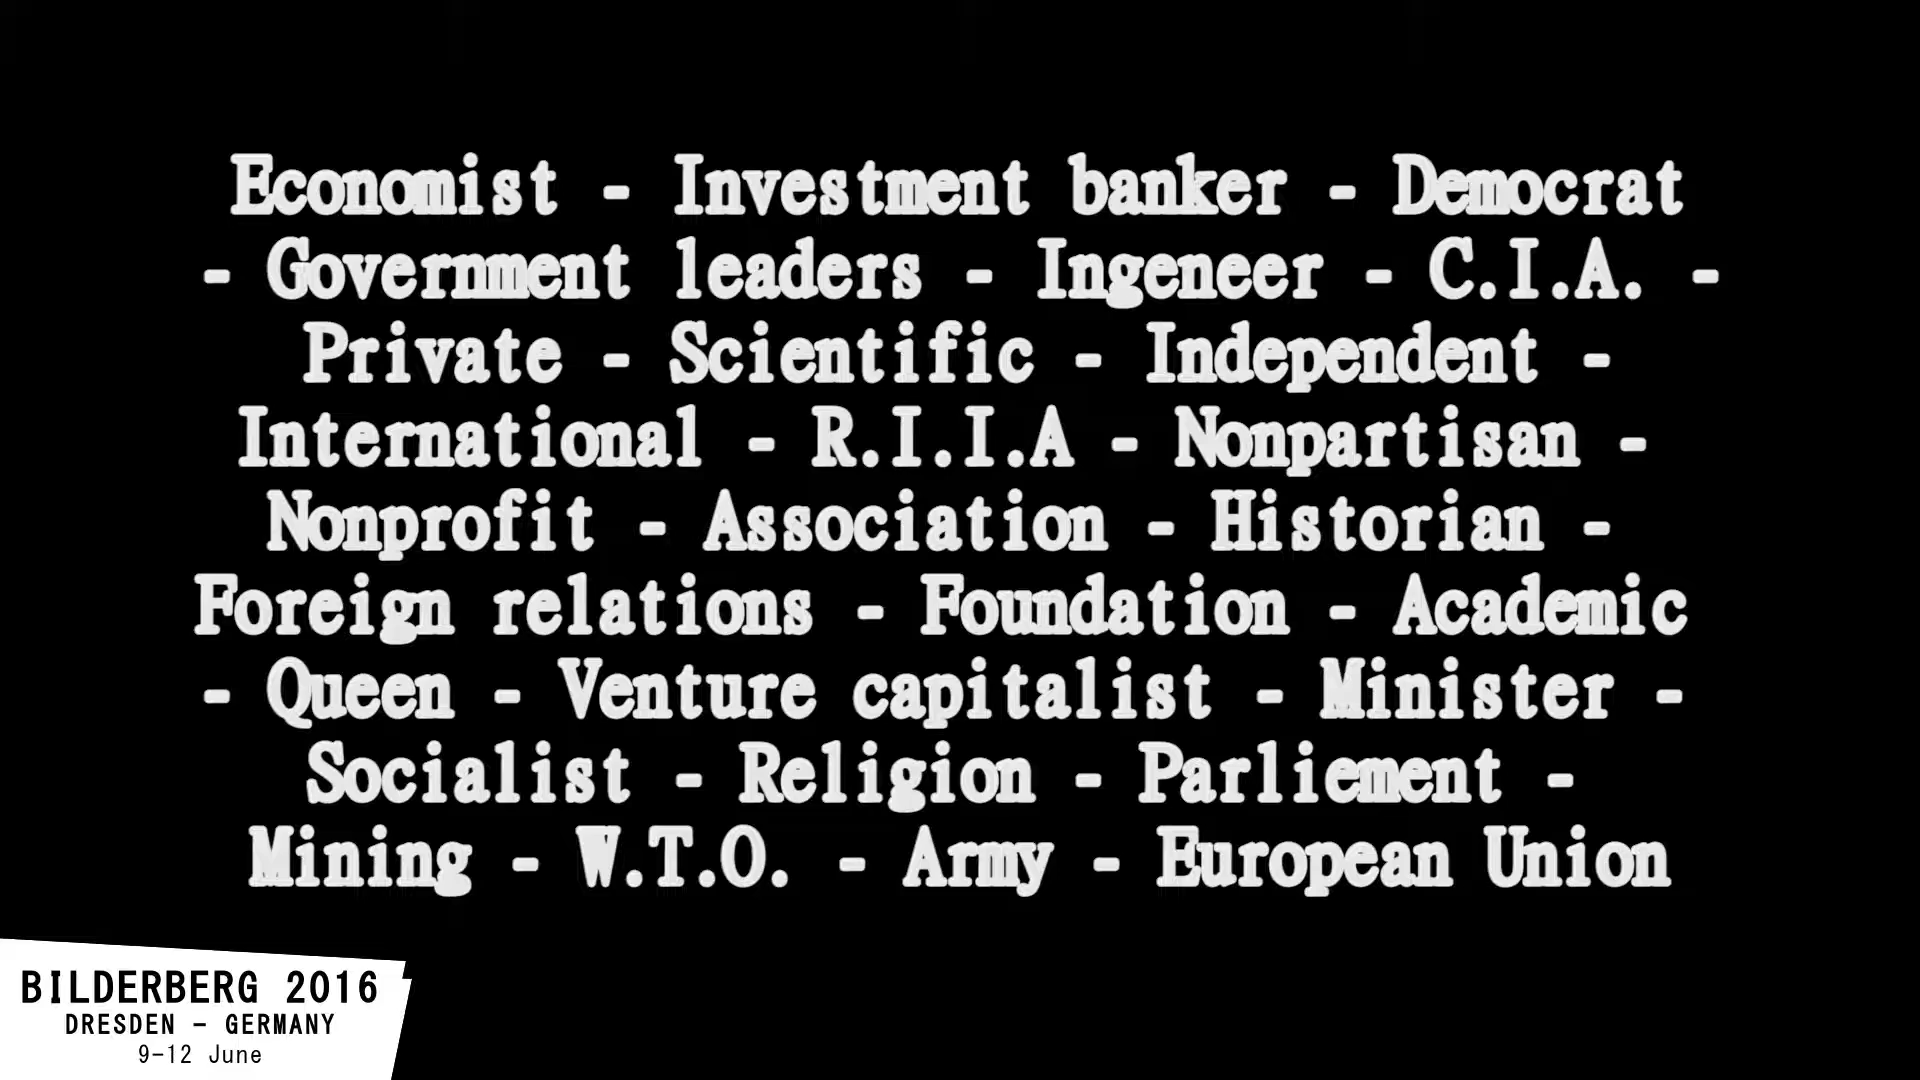 Economist - Investment banker - Democrat
- Government leaders - Ingeneer - C.I.A. -
Private - Scientific - Independent -
International - R.I.I.A - Nonpartisan -
Nonprofit - Association - Historian -
Foreign relations - Foundation - Academic
- Queen - Venture capitalist - Minister -
Socialist - Religion - Parliement -
Mining - W.T.O. - Army - European Union
BILDERBERG 2016
DRESDEN - GERMANY
9-12 June